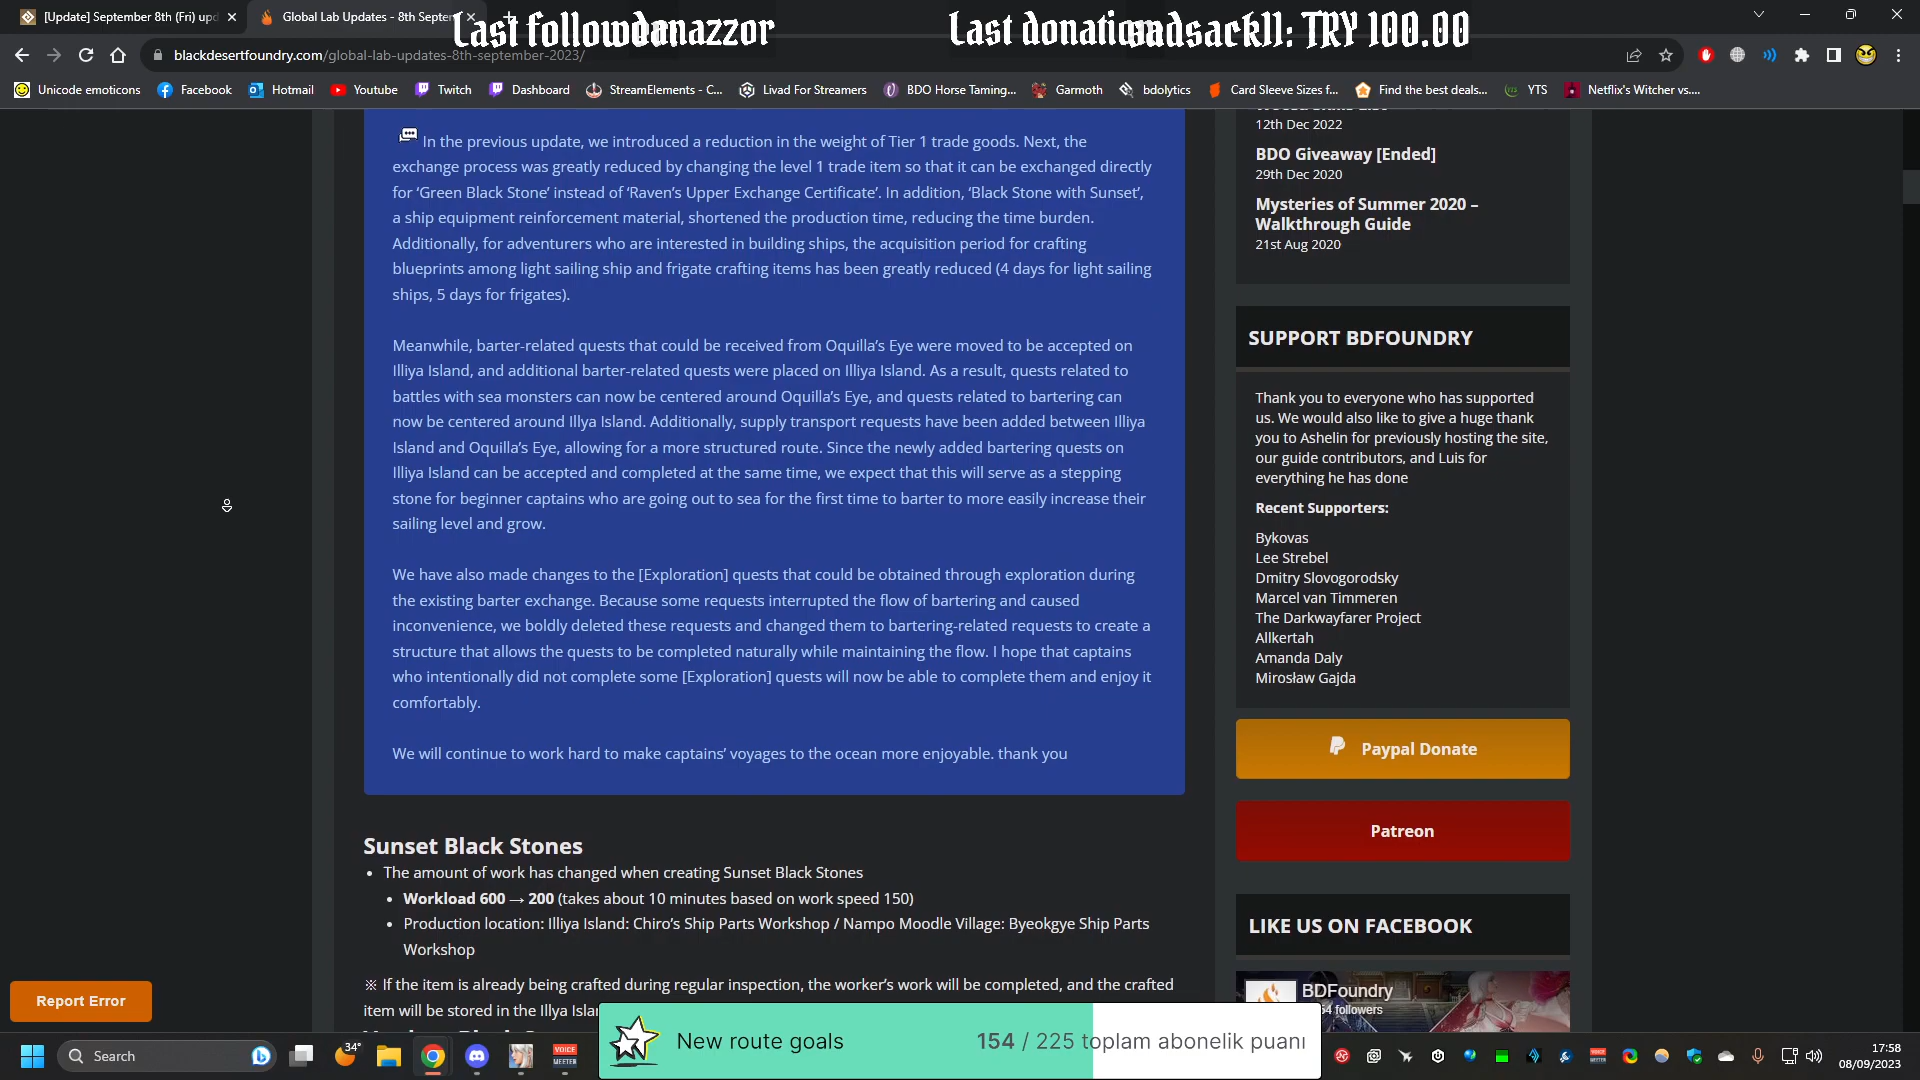 [Update] September 8th (Fri) upd
Global Lab Updates - 8th Septem
Last follower
danazzor
Last donation
sadsackll: TRY 100.00
blackdesertfoundry.com/global-lab-updates-8th-september-2023/
Unicode emoticons
Facebook
Hotmail
Youtube
Twitch
Dashboard
StreamElements - C...
Livad For Streamers
BDO Horse Taming...
Garmoth
bdolytics
Card Sleeve Sizes f...
Find the best deals...
YTS
Netflix's Witcher vs....
In the previous update, we introduced a reduction in the weight of Tier 1 trade goods. Next, the
exchange process was greatly reduced by changing the level 1 trade item so that it can be exchanged directly
for ‘Green Black Stone’ instead of ‘Raven’s Upper Exchange Certificate’. In addition, ‘Black Stone with Sunset’,
a ship equipment reinforcement material, shortened the production time, reducing the time burden.
Additionally, for adventurers who are interested in building ships, the acquisition period for crafting
blueprints among light sailing ship and frigate crafting items has been greatly reduced (4 days for light sailing
ships, 5 days for frigates).
Meanwhile, barter-related quests that could be received from Oquilla’s Eye were moved to be accepted on
Illiya Island, and additional barter-related quests were placed on Illiya Island. As a result, quests related to
battles with sea monsters can now be centered around Oquilla’s Eye, and quests related to bartering can
now be centered around Illya Island. Additionally, supply transport requests have been added between Illiya
Island and Oquilla’s Eye, allowing for a more structured route. Since the newly added bartering quests on
Illiya Island can be accepted and completed at the same time, we expect that this will serve as a stepping
stone for beginner captains who are going out to sea for the first time to barter to more easily increase their
sailing level and grow.
We have also made changes to the [Exploration] quests that could be obtained through exploration during
the existing barter exchange. Because some requests interrupted the flow of bartering and caused
inconvenience, we boldly deleted these requests and changed them to bartering-related requests to create a
structure that allows the quests to be completed naturally while maintaining the flow. I hope that captains
who intentionally did not complete some [Exploration] quests will now be able to complete them and enjoy it
comfortably.
We will continue to work hard to make captains’ voyages to the ocean more enjoyable. thank you
Sunset Black Stones
• The amount of work has changed when creating Sunset Black Stones
• Workload 600 → 200 (takes about 10 minutes based on work speed 150)
• Production location: Illiya Island: Chiro’s Ship Parts Workshop / Nampo Moodle Village: Byeokgye Ship Parts
Workshop
※ If the item is already being crafted during regular inspection, the worker’s work will be completed, and the crafted
item will be stored in the Illya Islan
12th Dec 2022
BDO Giveaway [Ended]
29th Dec 2020
Mysteries of Summer 2020 –
Walkthrough Guide
21st Aug 2020
SUPPORT BDFOUNDRY
Thank you to everyone who has supported
us. We would also like to give a huge thank
you to Ashelin for previously hosting the site,
our guide contributors, and Luis for
everything he has done
Recent Supporters:
Bykovas
Lee Strebel
Dmitry Slovogorodsky
Marcel van Timmeren
The Darkwayfarer Project
Allkertah
Amanda Daly
Mirosław Gajda
Paypal Donate
Patreon
LIKE US ON FACEBOOK
BDFoundry
54 followers
Report Error
New route goals
154 / 225 toplam abonelik puanı
Search
34°
VOICE MEETER
17:58
08/09/2023